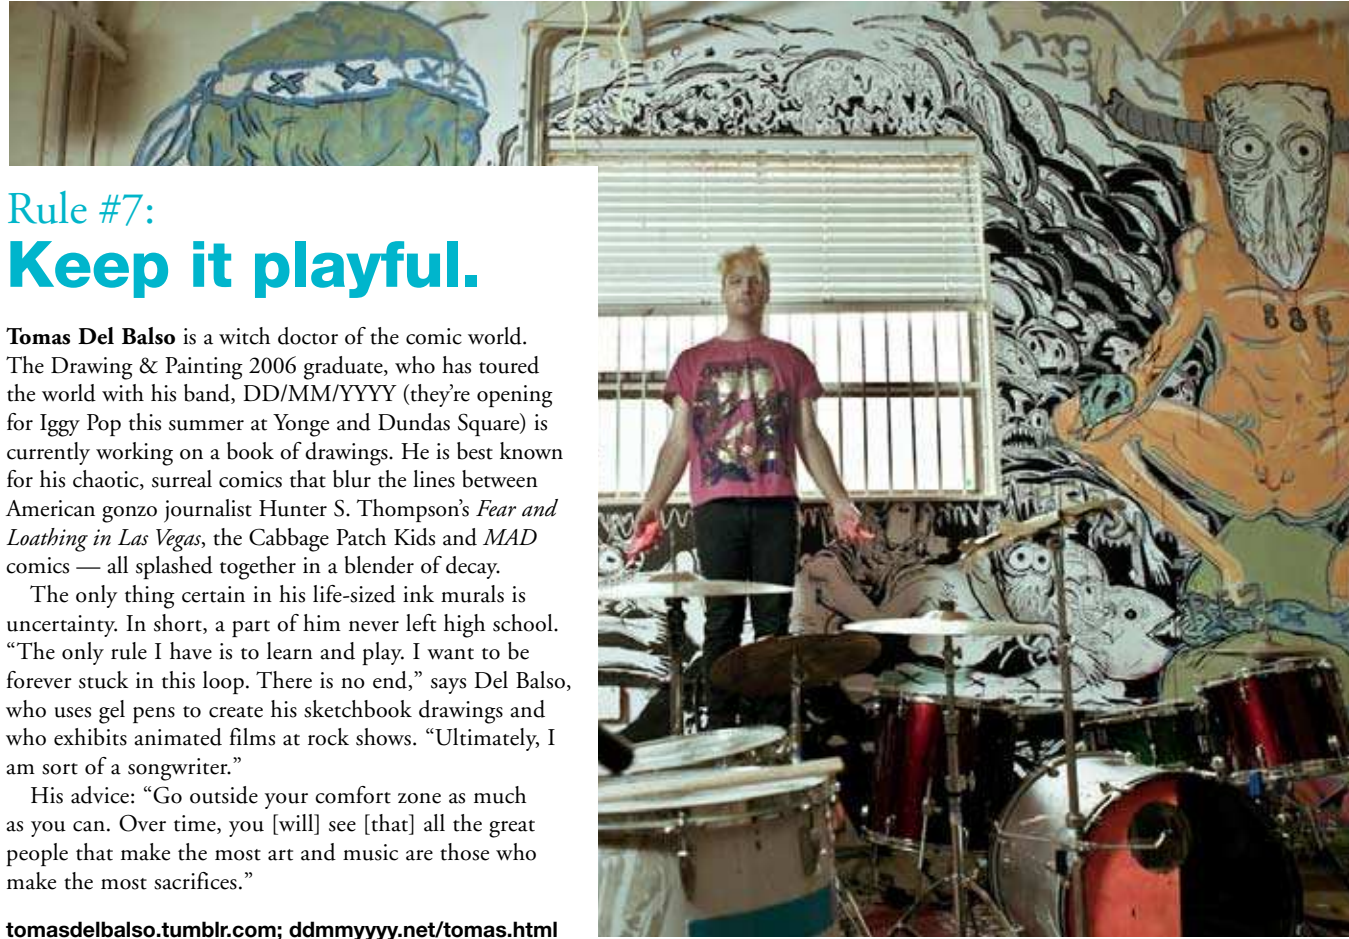 Rule #7:
Keep it playful.
Tomas Del Balso is a witch doctor of the comic world.
The Drawing & Painting 2006 graduate, who has toured
the world with his band, DD/MM/YYYY (they’re opening
for Iggy Pop this summer at Yonge and Dundas Square) is
currently working on a book of drawings. He is best known
for his chaotic, surreal comics that blur the lines between
American gonzo journalist Hunter S. Thompson’s Fear and
Loathing in Las Vegas, the Cabbage Patch Kids and MAD
comics — all splashed together in a blender of decay.
The only thing certain in his life-sized ink murals is
uncertainty. In short, a part of him never left high school.
“The only rule I have is to learn and play. I want to be
forever stuck in this loop. There is no end,” says Del Balso,
who uses gel pens to create his sketchbook drawings and
who exhibits animated films at rock shows. “Ultimately, I
am sort of a songwriter.”
His advice: “Go outside your comfort zone as much
as you can. Over time, you [will] see [that] all the great
people that make the most art and music are those who
make the most sacrifices.”
tomasdelbalso.tumblr.com; ddmmyyyy.net/tomas.html